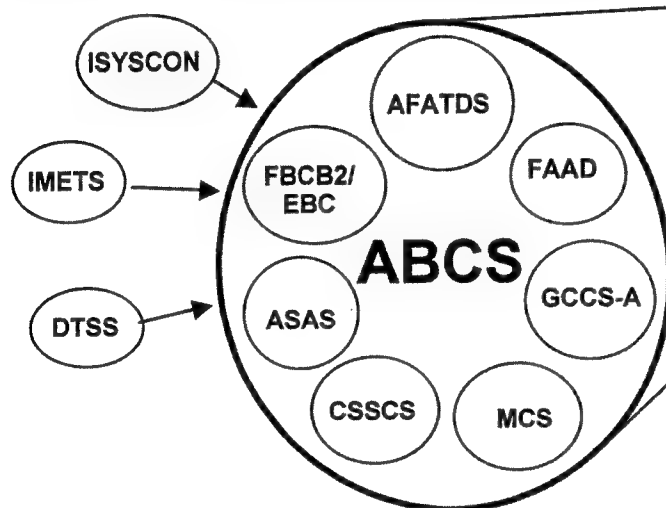 ISYSCON
AFATDS
IMETS
FBCB2/
EBC
FAAD
ABCS
DTSS
ASAS
GCCS-A
CSSCS
MCS